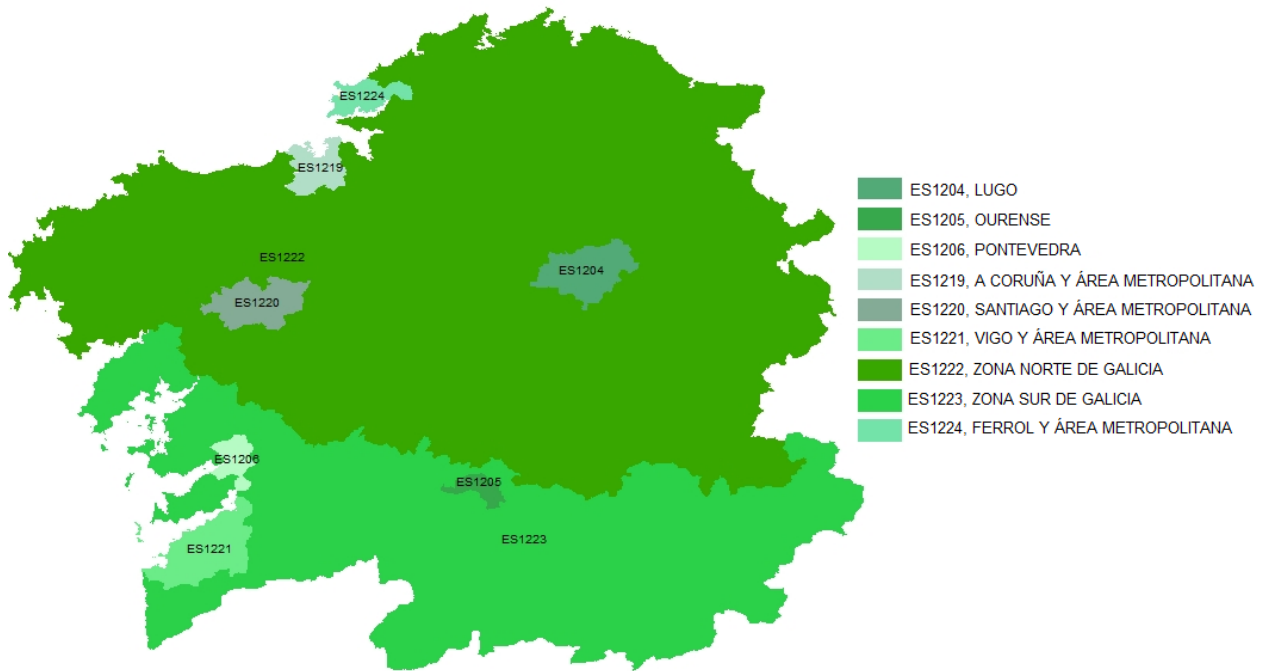 ES1224
ES1219
ES1222
ES1204
ES1220
ES1206
ES1205
ES1223
ES1221
ES1204, LUGO
ES1205, OURENSE
ES1206, PONTEVEDRA
ES1219, A CORUÑA Y ÁREA METROPOLITANA
ES1220, SANTIAGO Y ÁREA METROPOLITANA
ES1221, VIGO Y ÁREA METROPOLITANA
ES1222, ZONA NORTE DE GALICIA
ES1223, ZONA SUR DE GALICIA
ES1224, FERROL Y ÁREA METROPOLITANA